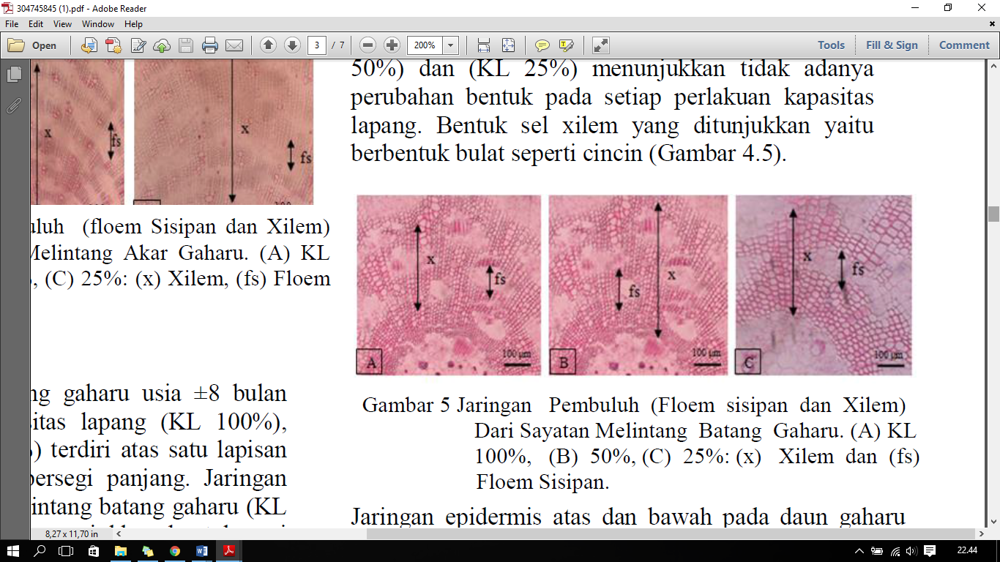 304745845 (1).pdf - Adobe Reader
File Edit View Window Help
Open
3 / 7
200%
Tools Fill & Sign Comment
x
fs
x
fs
uluh (floem Sisipan dan Xilem)
Melintang Akar Gaharu. (A) KL
, (C) 25%: (x) Xilem, (fs) Floem
ng gaharu usia ±8 bulan
sitas lapang (KL 100%),
) terdiri atas satu lapisan
persegi panjang. Jaringan
lintang batang gaharu (KL
50%) dan (KL 25%) menunjukkan tidak adanya
perubahan bentuk pada setiap perlakuan kapasitas
lapang. Bentuk sel xilem yang ditunjukkan yaitu
berbentuk bulat seperti cincin (Gambar 4.5).
x
fs
A
100 µm
fs
x
B
100 µm
x
fs
C
100 µm
Gambar 5 Jaringan Pembuluh (Floem sisipan dan Xilem)
Dari Sayatan Melintang Batang Gaharu. (A) KL
100%, (B) 50%, (C) 25%: (x) Xilem dan (fs)
Floem Sisipan.
Jaringan epidermis atas dan bawah pada daun gaharu
8,27 x 11,70 in
22.44